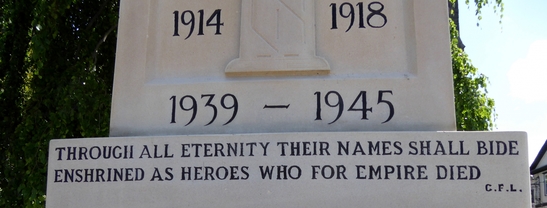 1914 1918
1939 – 1945
THROUGH ALL ETERNITY THEIR NAMES SHALL BIDE
ENSHRINED AS HEROES WHO FOR EMPIRE DIED
C.F.L.